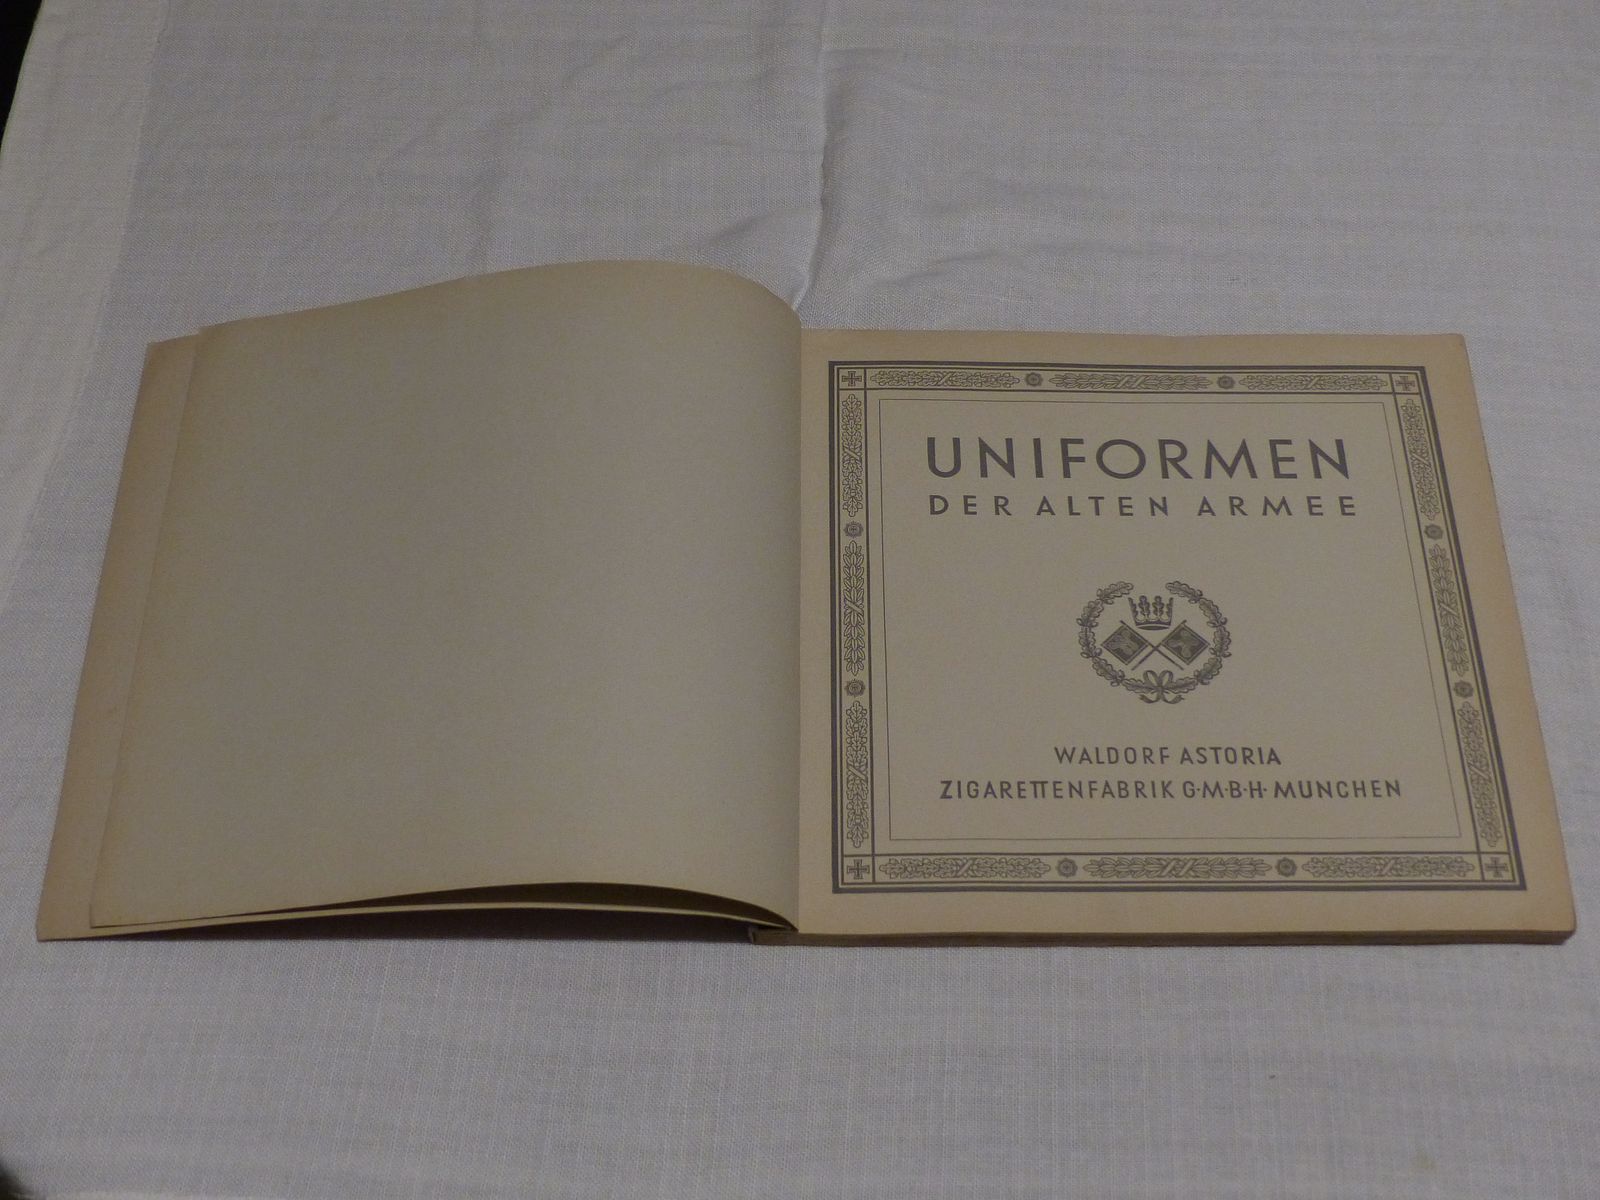 UNIFORMEN
DER ALTEN ARMEE
WALDORF ASTORIA
ZIGARETTENFABRIK G·M·B·H· MUNCHEN